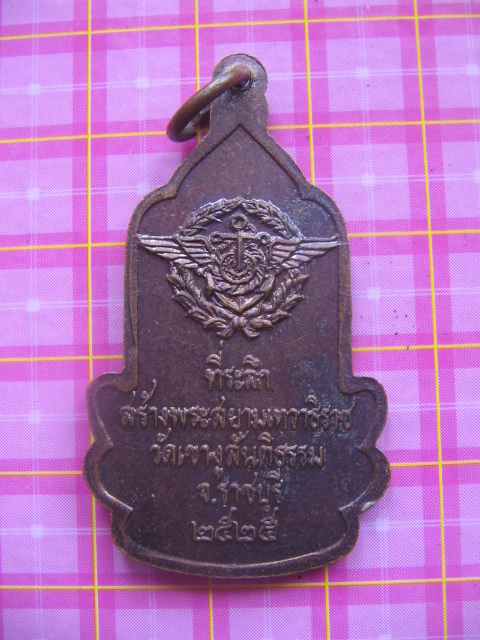 ที่ระลึก
สร้างพระสยามเทวาธิราช
วัดเขางูสันติธรรม
จ.ราชบุรี
๒๕๒๕